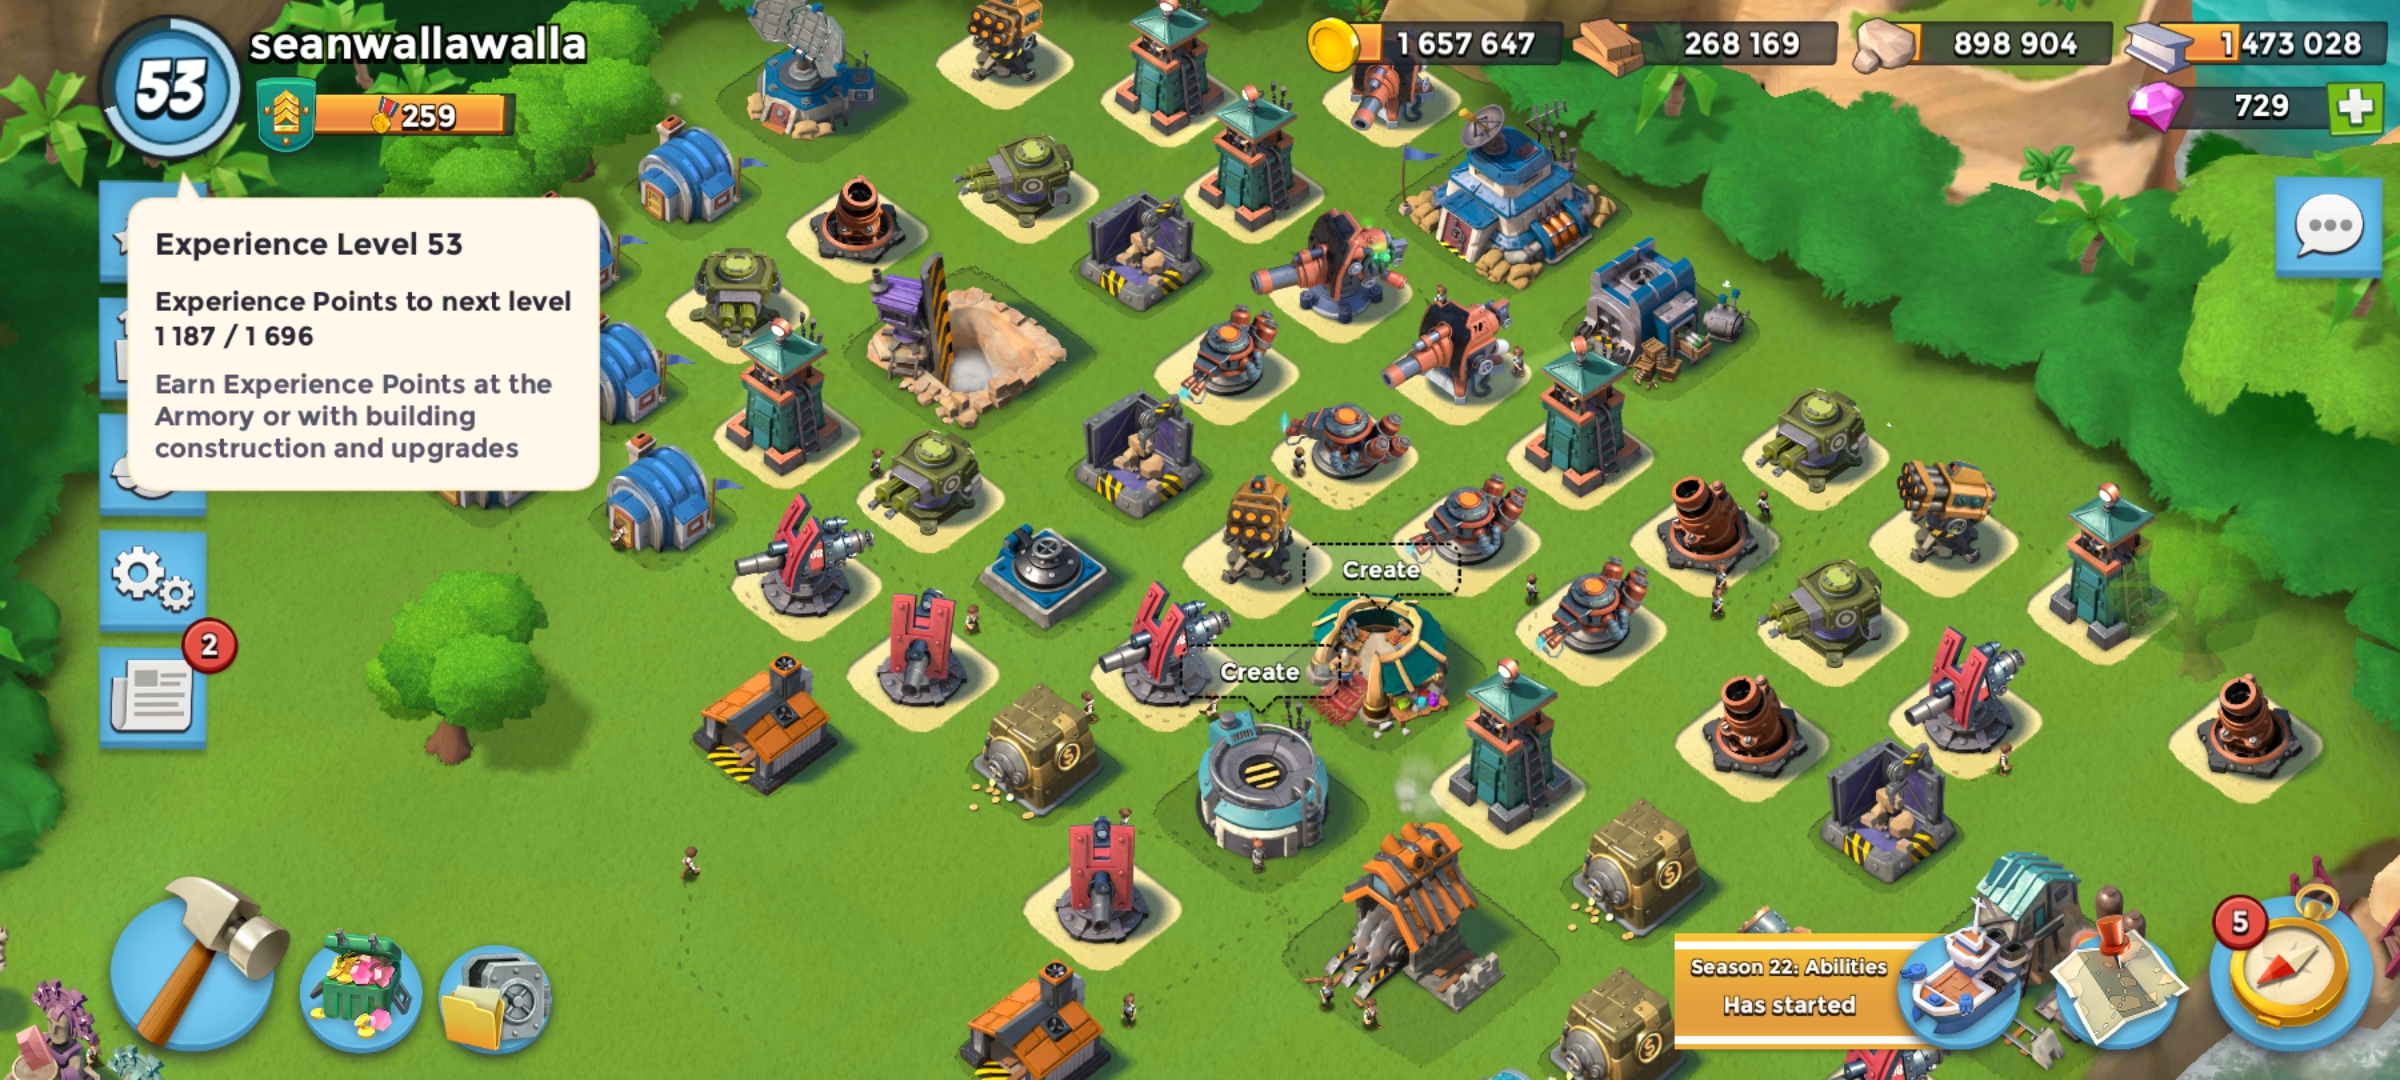 53
seanwallawalla
259
1 657 647
268 169
898 904
1 473 028
729
Experience Level 53
Experience Points to next level
1 187 / 1 696
Earn Experience Points at the
Armory or with building
construction and upgrades
2
Create
Create
5
Season 22: Abilities
Has started